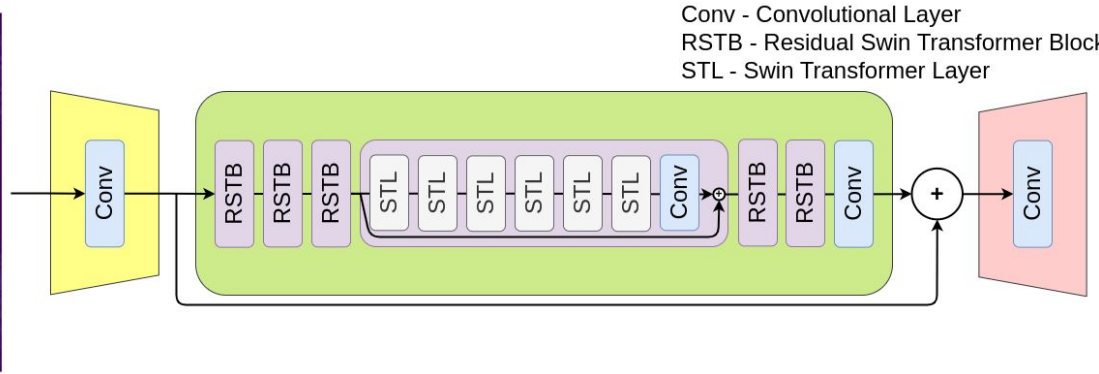 Conv - Convolutional Layer
RSTB - Residual Swin Transformer Block
STL - Swin Transformer Layer
Conv
RSTB
RSTB
RSTB
STL
STL
STL
STL
STL
STL
Conv
+
RSTB
RSTB
Conv
+
Conv